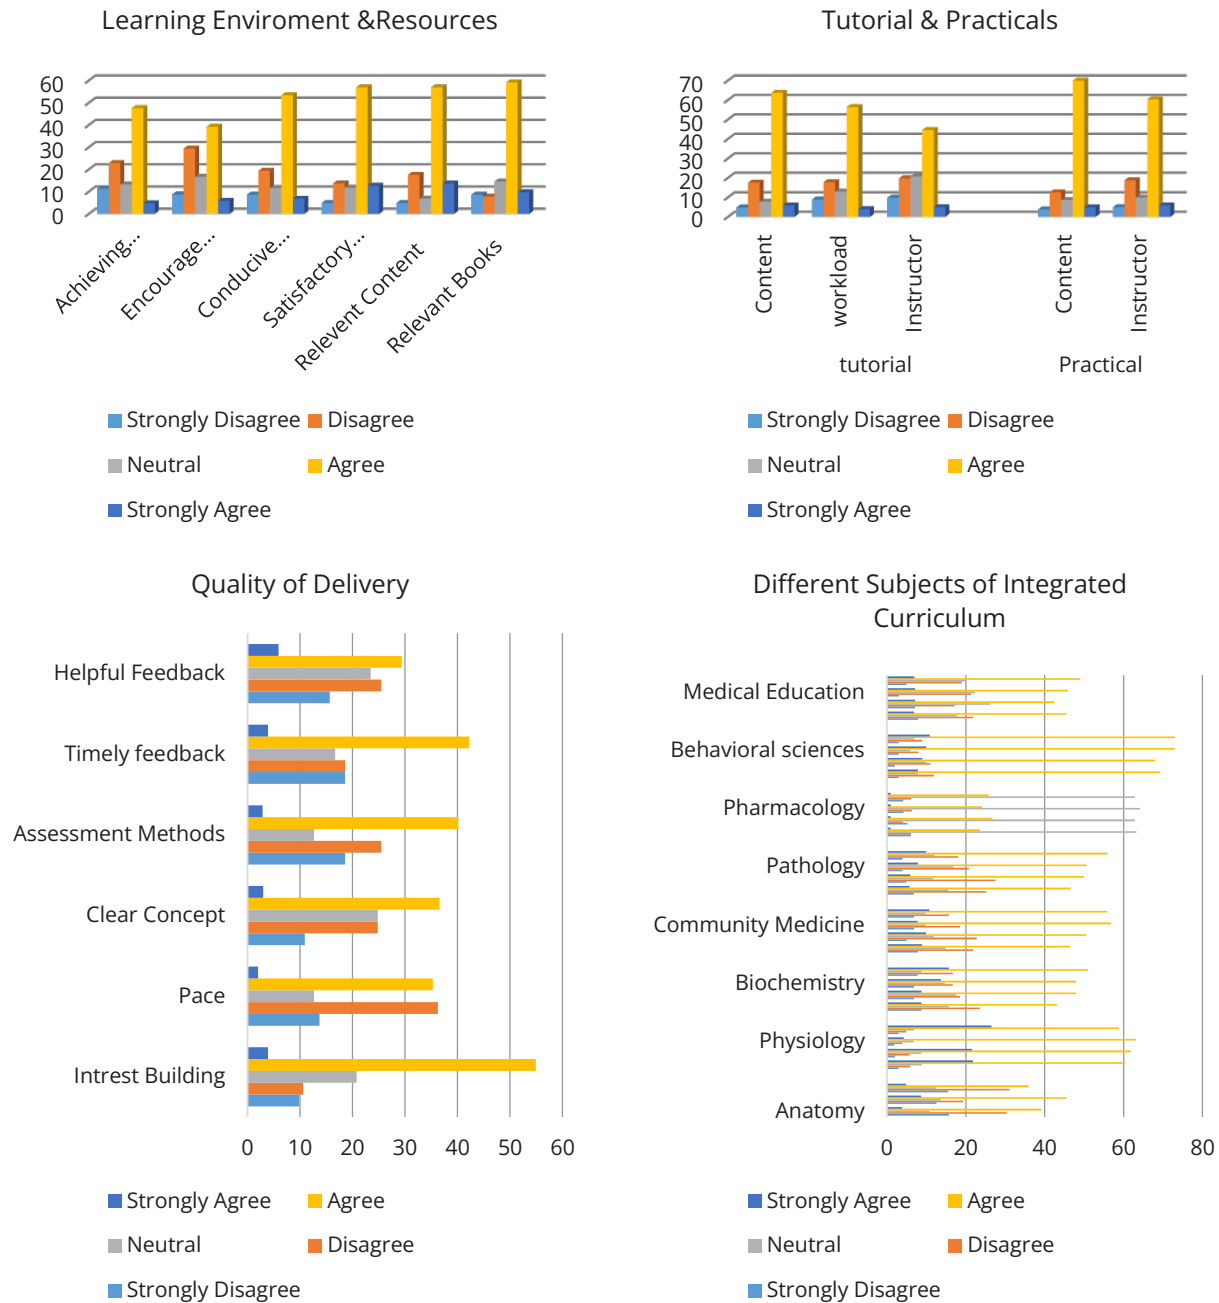 Learning Enviroment &Resources
60
50
40
30
20
10
0
Achieving...
Encourage...
Conducive...
Satisfactory...
Relevent Content
Relevant Books
Strongly Disagree
Disagree
Neutral
Agree
Strongly Agree
Tutorial & Practicals
70
60
50
40
30
20
10
0
Content
workload
Instructor
Content
Instructor
tutorial
Practical
Strongly Disagree
Disagree
Neutral
Agree
Strongly Agree
Quality of Delivery
Helpful Feedback
Timely feedback
Assessment Methods
Clear Concept
Pace
Intrest Building
0 10 20 30 40 50 60
Strongly Agree
Agree
Neutral
Disagree
Strongly Disagree
Different Subjects of Integrated
Curriculum
Medical Education
Behavioral sciences
Pharmacology
Pathology
Community Medicine
Biochemistry
Physiology
Anatomy
0 20 40 60 80
Strongly Agree
Agree
Neutral
Disagree
Strongly Disagree